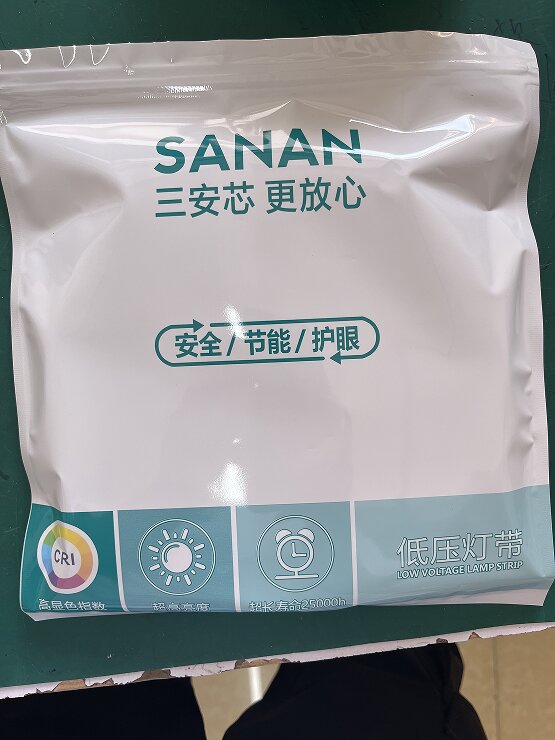 SANAN
三安芯 更放心
安全/节能/护眼
CRI
高显色指数
超高亮度
超长寿命25000h
低压灯带
LOW VOLTAGE LAMP STRIP